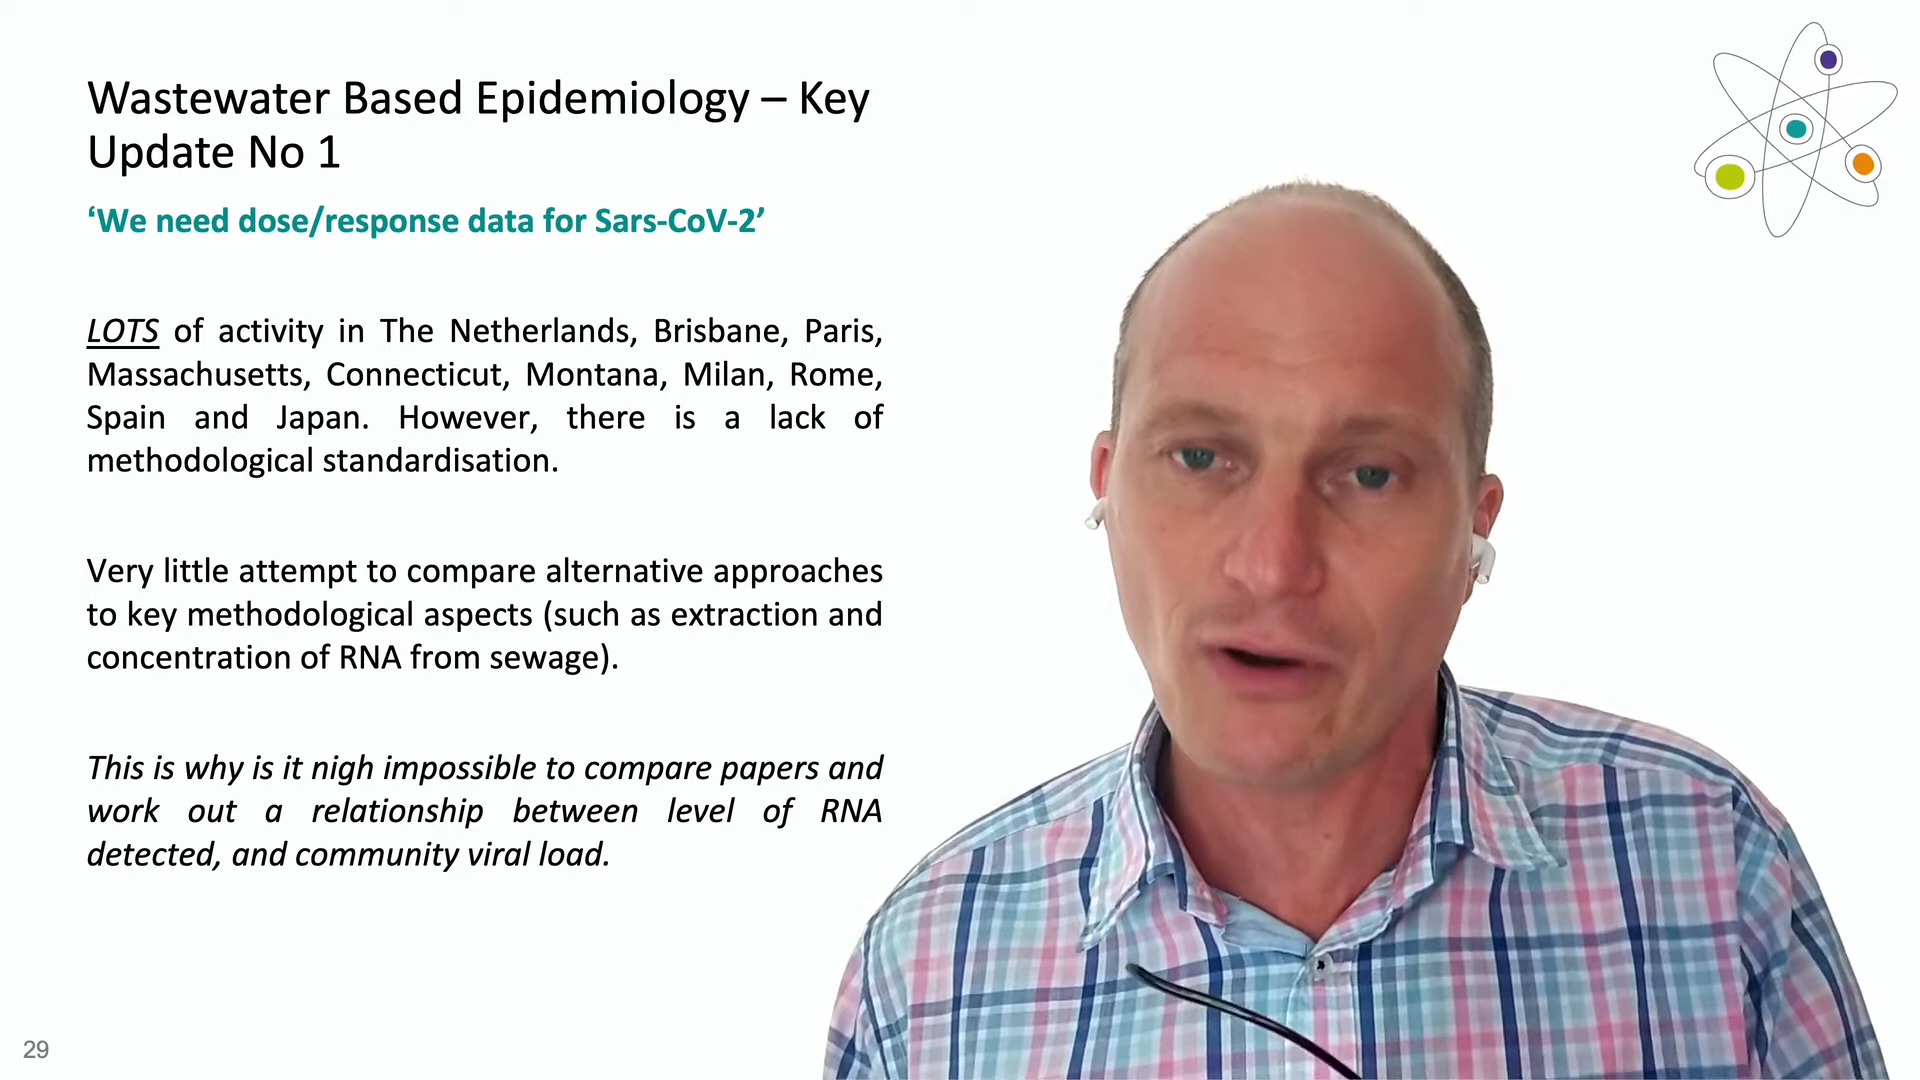 Wastewater Based Epidemiology – Key
Update No 1
‘We need dose/response data for Sars-CoV-2’
LOTS of activity in The Netherlands, Brisbane, Paris,
Massachusetts, Connecticut, Montana, Milan, Rome,
Spain and Japan. However, there is a lack of
methodological standardisation.
Very little attempt to compare alternative approaches
to key methodological aspects (such as extraction and
concentration of RNA from sewage).
This is why is it nigh impossible to compare papers and
work out a relationship between level of RNA
detected, and community viral load.
29